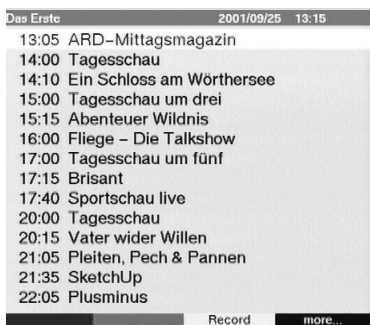 Das Erste 2001/09/25 13:15
13:05 ARD-Mittagsmagazin
14:00 Tagesschau
14:10 Ein Schloss am Wörthersee
15:00 Tagesschau um drei
15:15 Abenteuer Wildnis
16:00 Fliege - Die Talkshow
17:00 Tagesschau um fünf
17:15 Brisant
17:40 Sportschau live
20:00 Tagesschau
20:15 Vater wider Willen
21:05 Pleiten, Pech & Pannen
21:35 SketchUp
22:05 Plusminus
Record more...